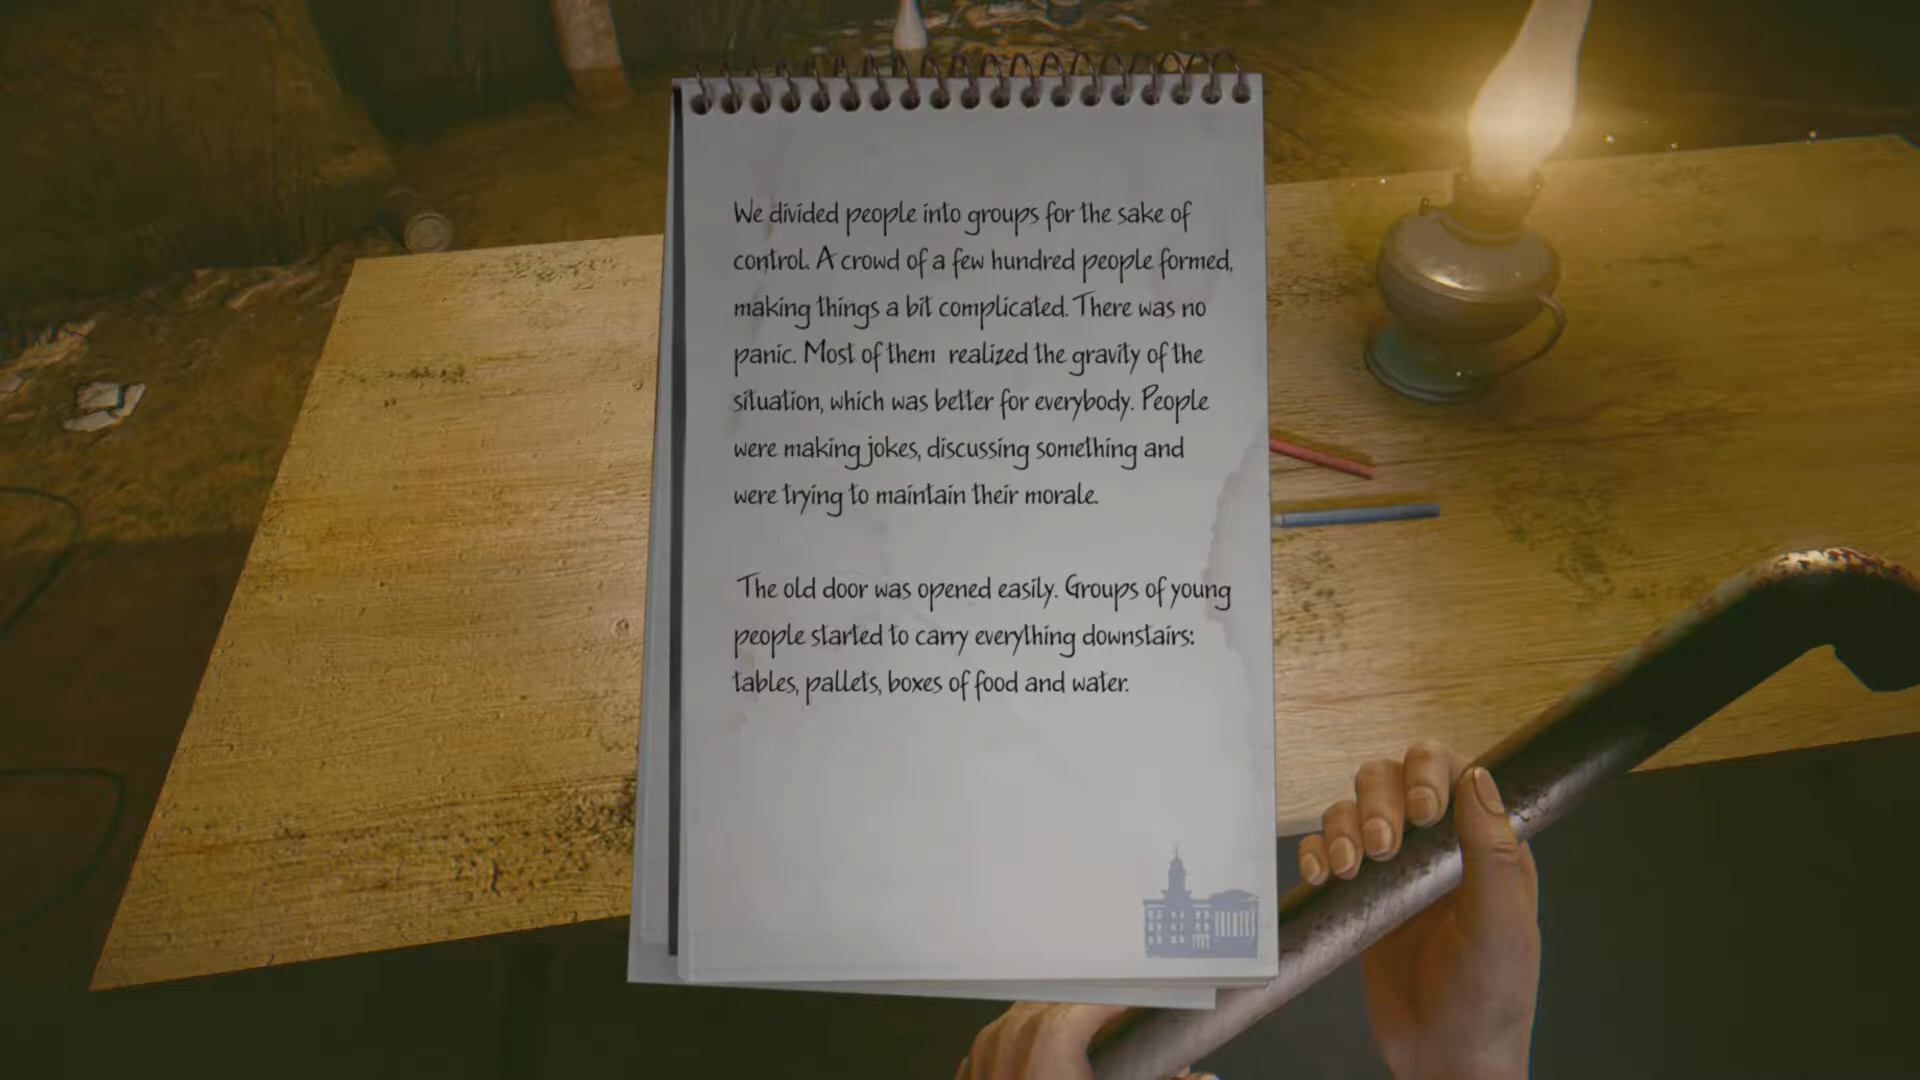 We divided people into groups for the sake of
control. A crowd of a few hundred people formed,
making things a bit complicated. There was no
panic. Most of them realized the gravity of the
situation, which was better for everybody. People
were making jokes, discussing something and
were trying to maintain their morale.
The old door was opened easily. Groups of young
people started to carry everything downstairs:
tables, pallets, boxes of food and water.